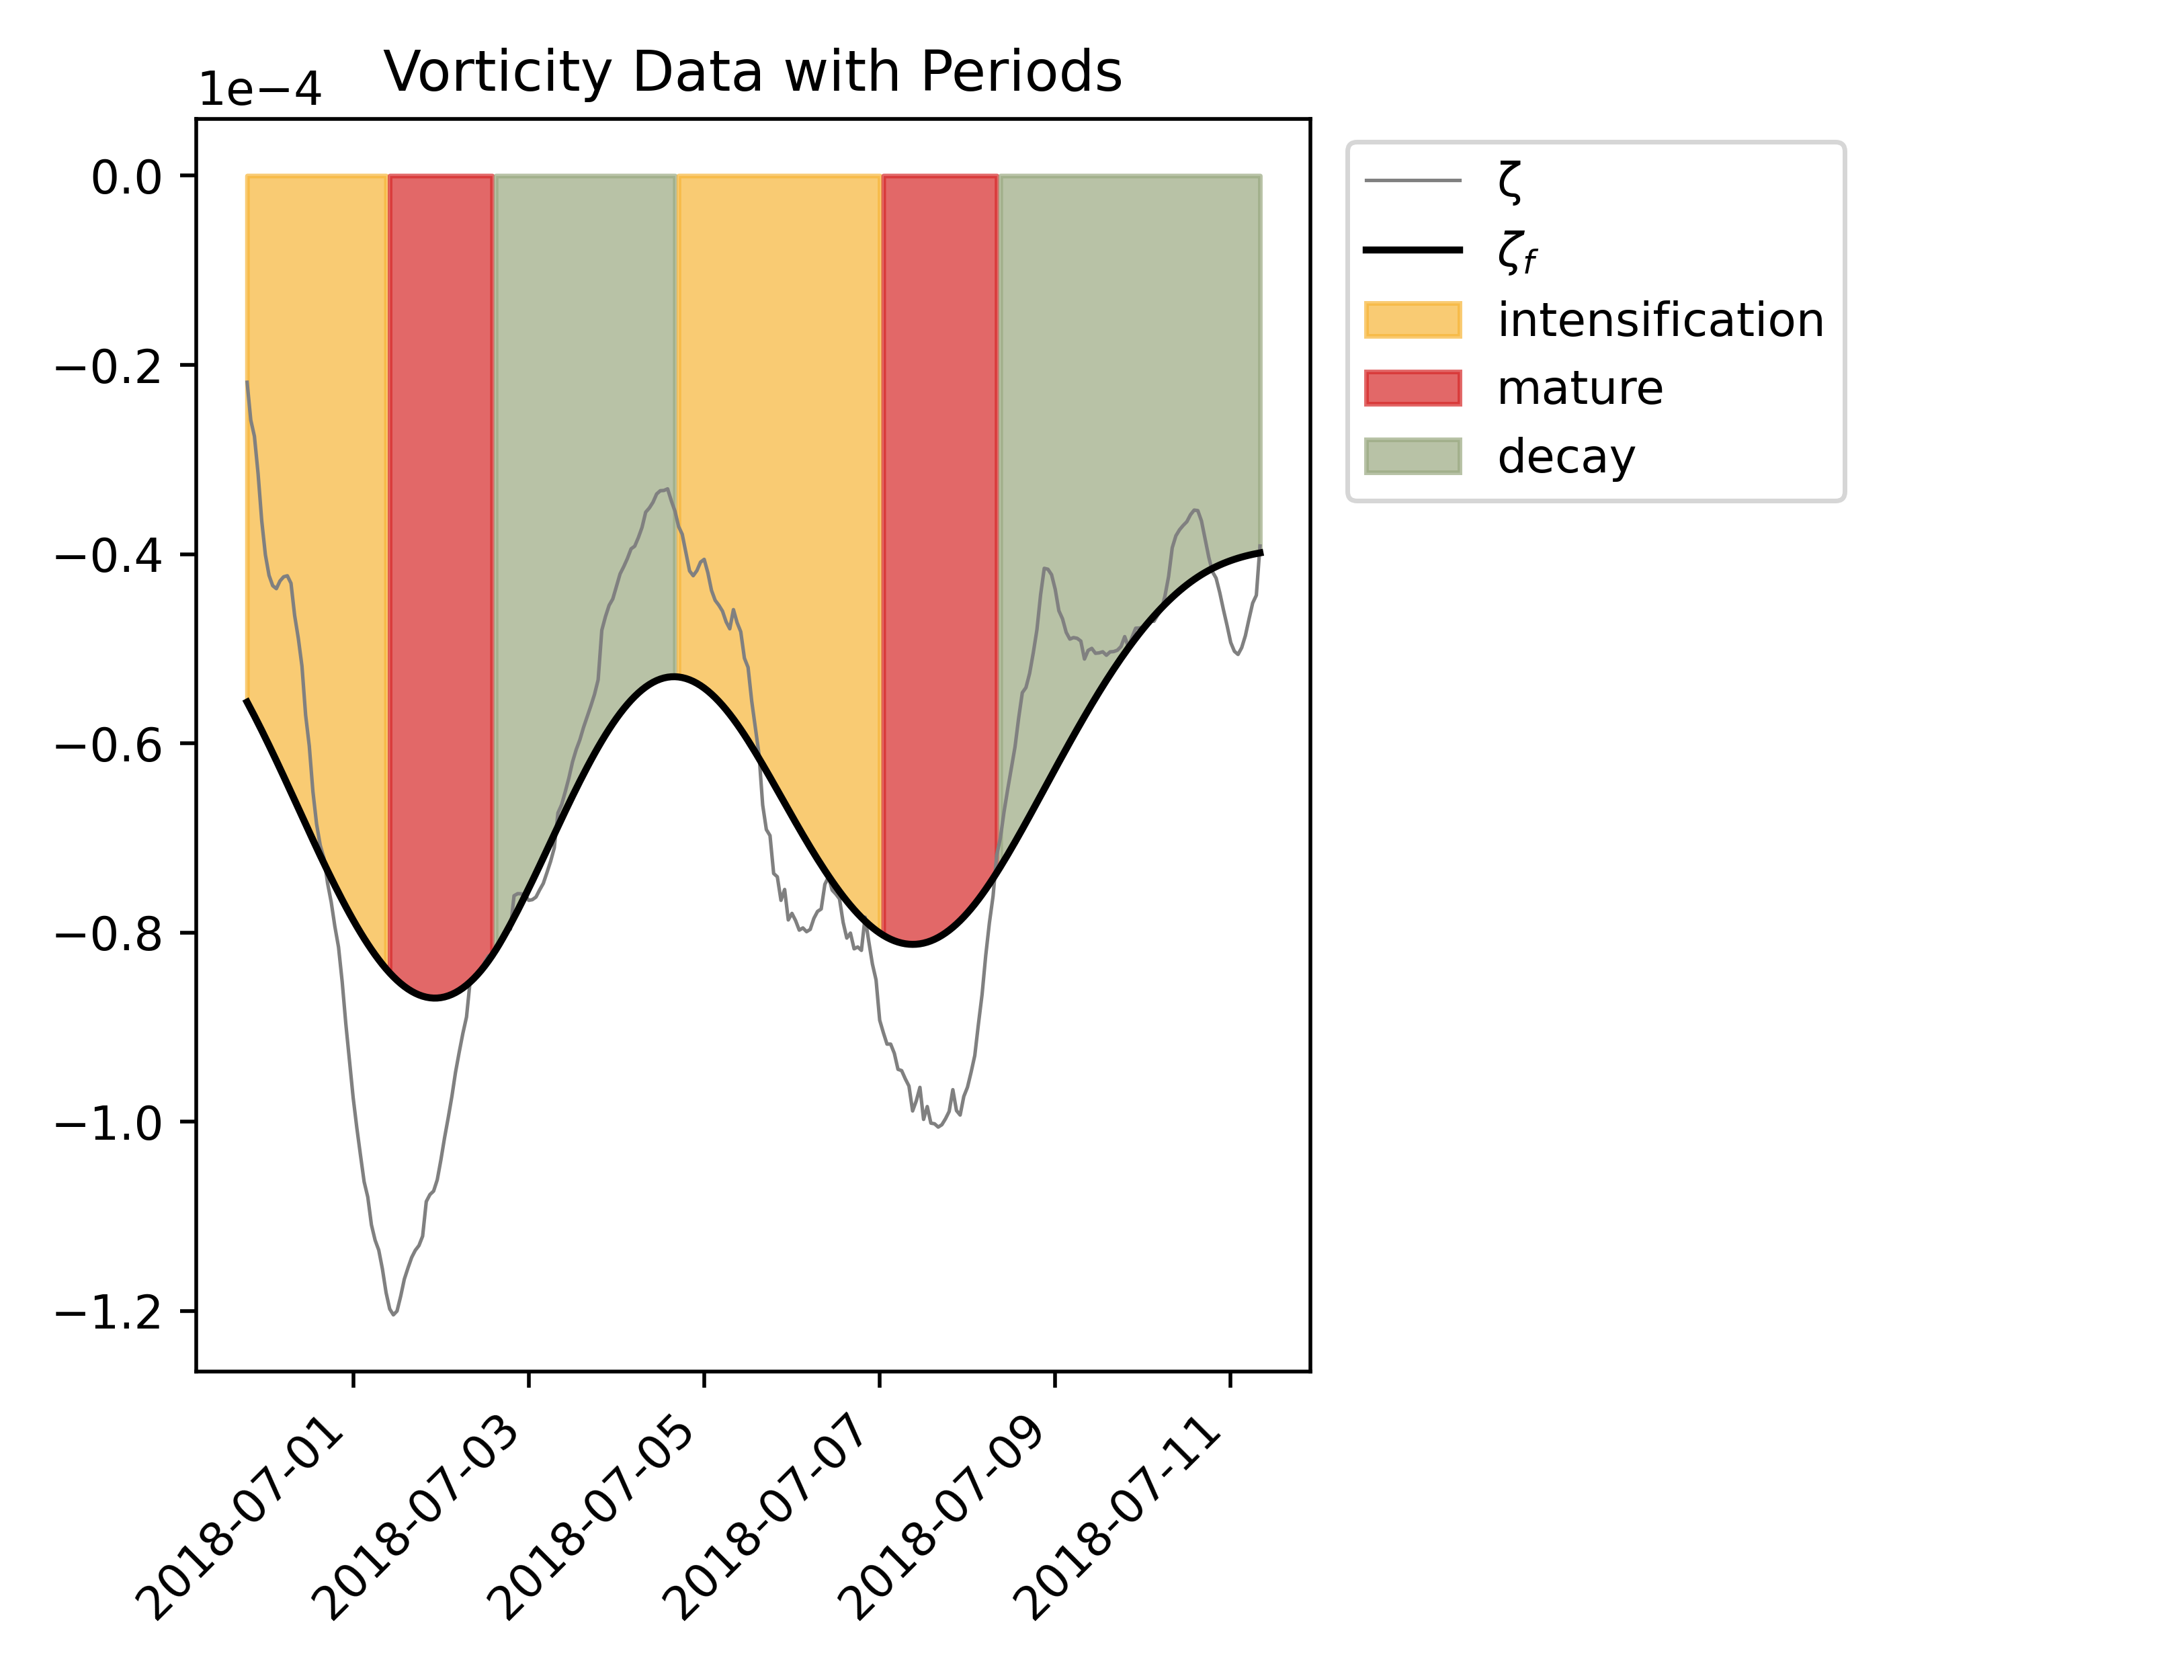 Vorticity Data with Periods
1e−4
0.0
−0.2
−0.4
−0.6
−0.8
−1.0
−1.2
2018-07-01
2018-07-03
2018-07-05
2018-07-07
2018-07-09
2018-07-11
ζ
ζf
intensification
mature
decay